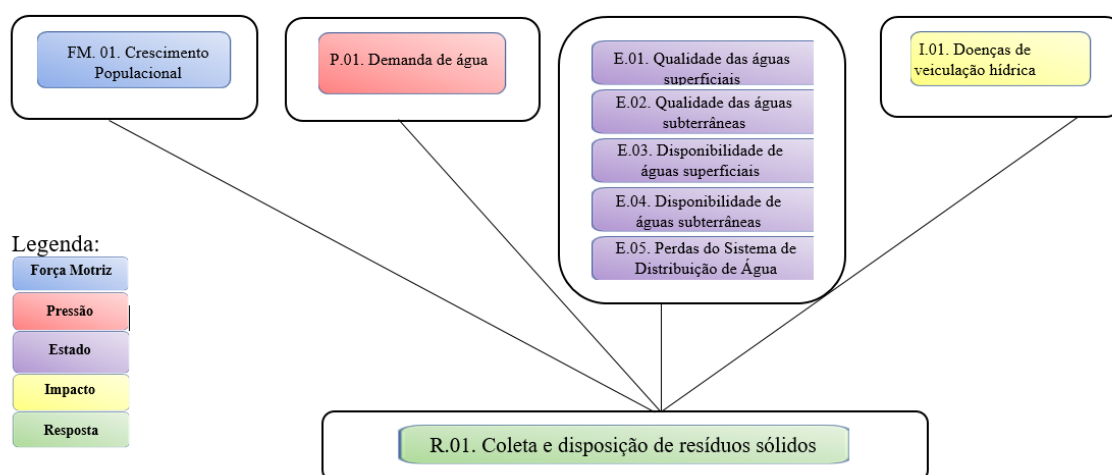 FM. 01. Crescimento
Populacional
P.01. Demanda de água
E.01. Qualidade das águas
superficiais
E.02. Qualidade das águas
subterrâneas
E.03. Disponibilidade de
águas superficiais
E.04. Disponibilidade de
águas subterrâneas
E.05. Perdas do Sistema de
Distribuição de Água
I.01. Doenças de
veiculação hídrica
Legenda:
Força Motriz
Pressão
Estado
Impacto
Resposta
R.01. Coleta e disposição de resíduos sólidos